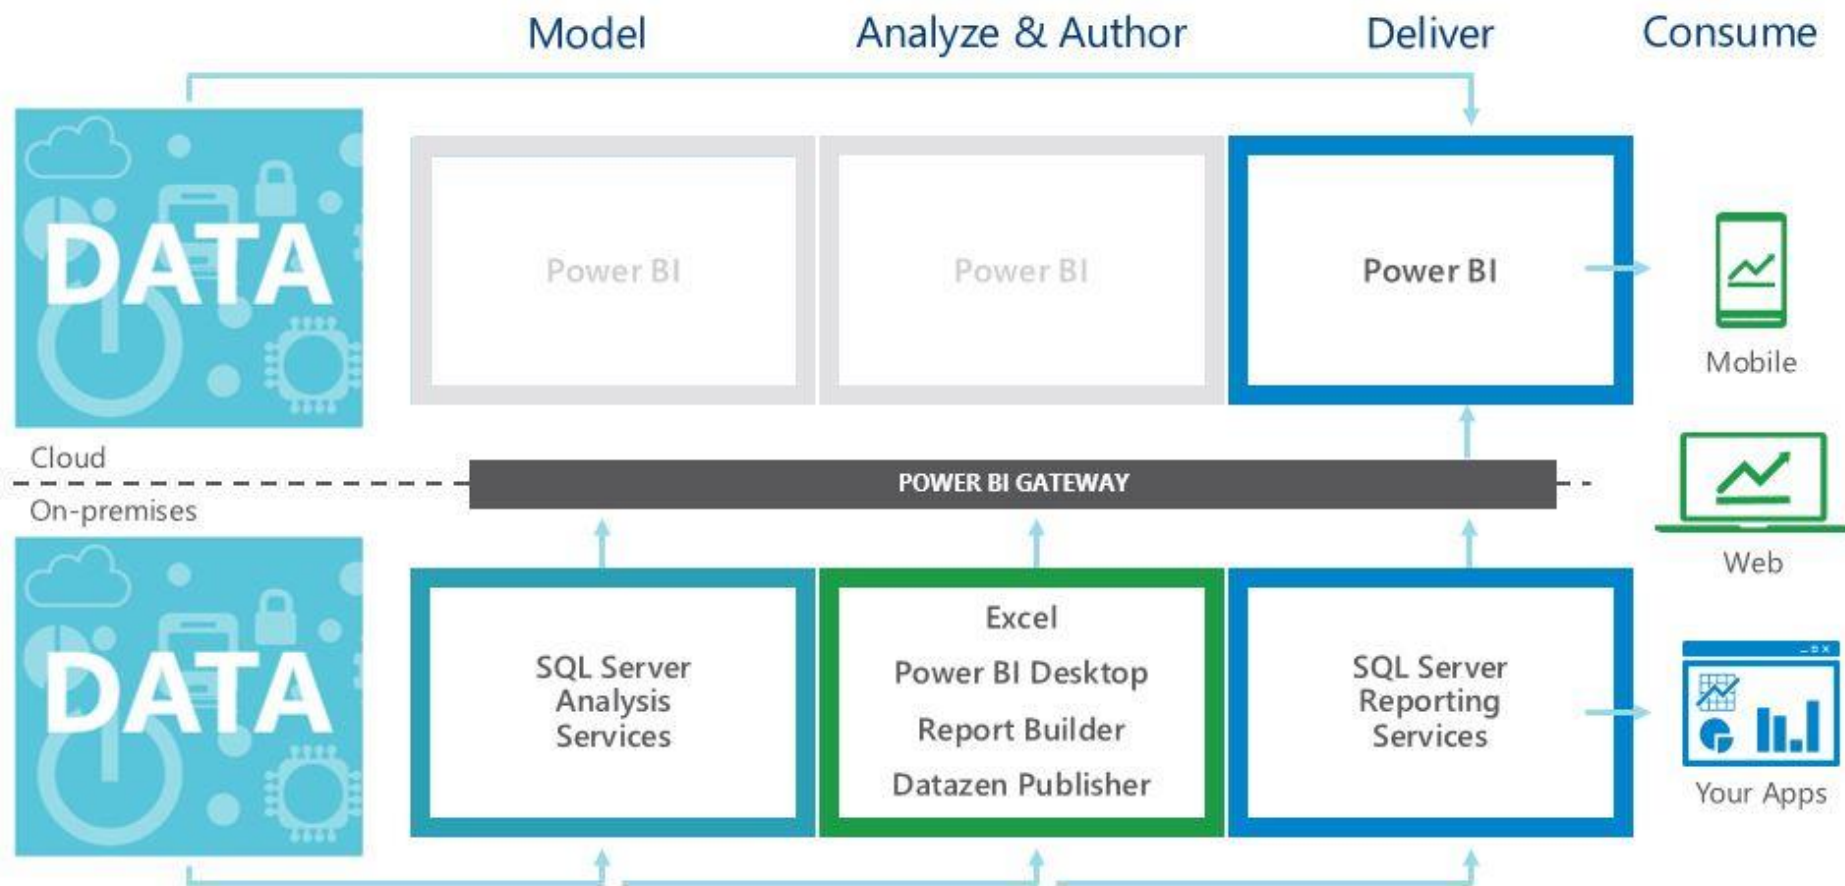 Model
Analyze & Author
Deliver
Consume
DATA
Power BI
Power BI
Power BI
Mobile
Cloud
POWER BI GATEWAY
On-premises
Web
DATA
SQL Server
Analysis
Services
Excel
Power BI Desktop
Report Builder
Datazen Publisher
SQL Server
Reporting
Services
Your Apps